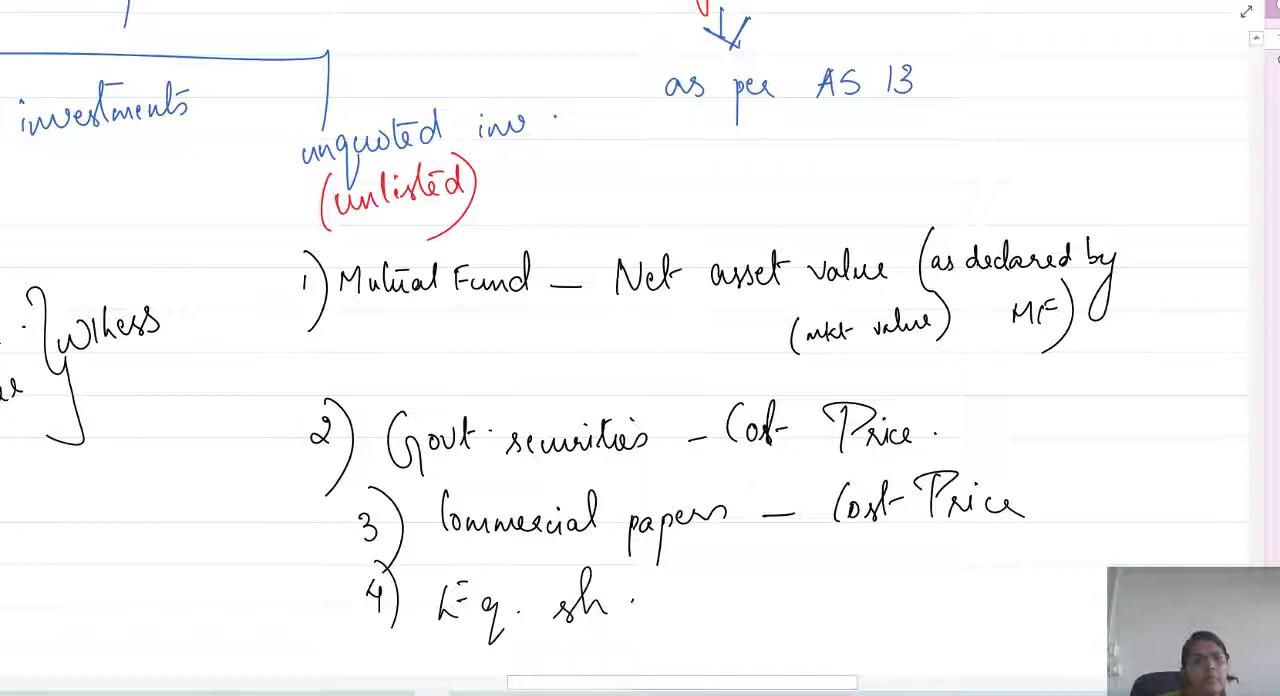 as per AS 13
investments
unquoted inv.
(unlisted)
1) Mutual Fund — Net asset value (as declared by MF)
(mkt value)
2) Govt. securities - Cost Price.
3) Commercial papers — Cost Price
4) Eq. sh.